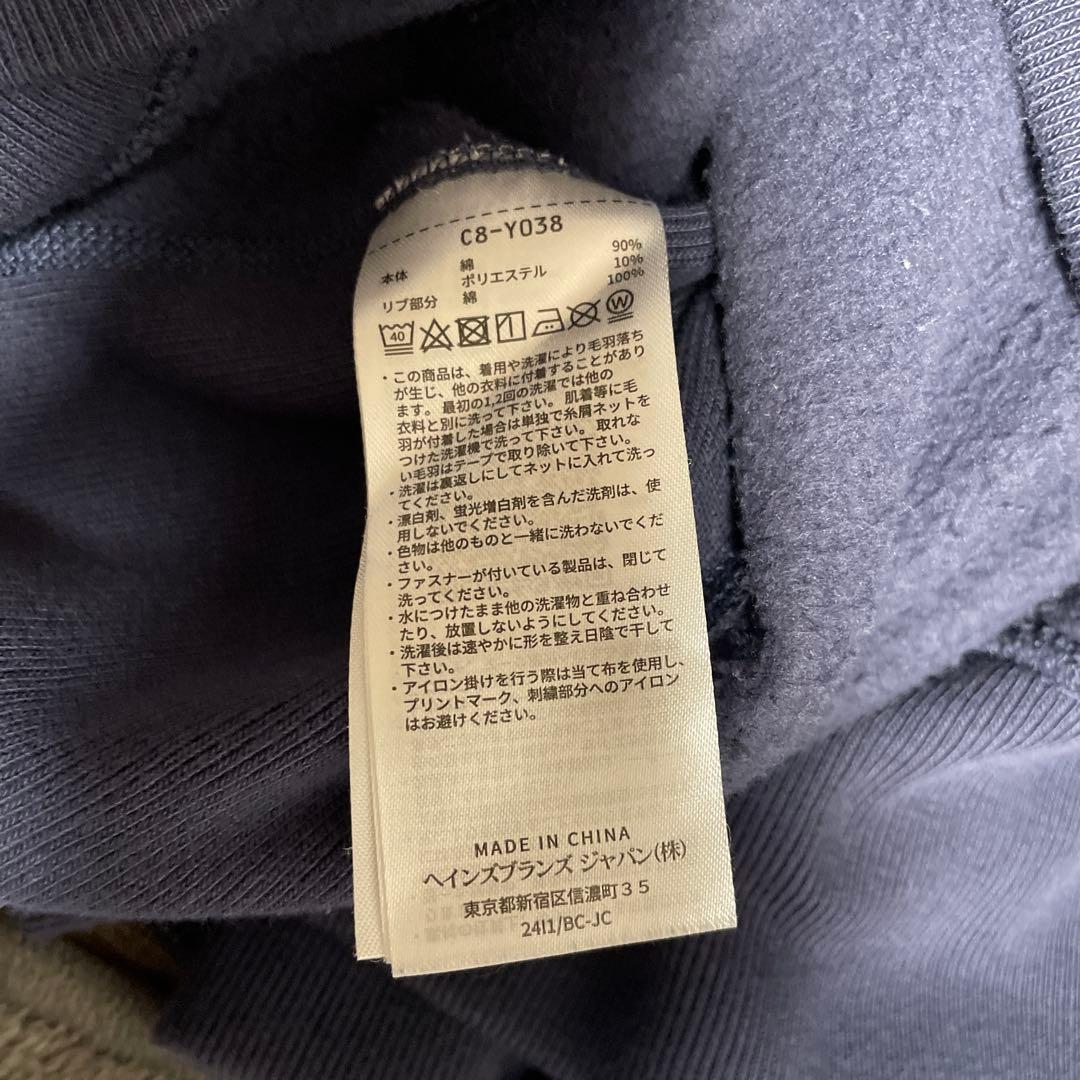 C8-Y038
本体 綿 90%
ポリエステル 10%
リブ部分 綿 100%
40 W
・この商品は、着用や洗濯により毛羽落ち
が生じ、他の衣料に付着することがあり
ます。最初の1,2回の洗濯では他の
衣料と別に洗って下さい。肌着等に毛
羽が付着した場合は単独で糸屑ネットを
つけた洗濯機で洗って下さい。取れな
い毛羽はテープで取り除いて下さい。
・洗濯は裏返しにしてネットに入れて洗っ
てください。
・漂白剤、蛍光増白剤を含んだ洗剤は、使
用しないでください。
・色物は他のものと一緒に洗わないでくだ
さい。
・ファスナーが付いている製品は、閉じて
洗ってください。
・水につけたまま他の洗濯物と重ね合わせ
たり、放置しないようにしてください。
・洗濯後は速やかに形を整え日陰で干して
下さい。
・アイロン掛けを行う際は当て布を使用し、
プリントマーク、刺繍部分へのアイロン
はお避けください。
MADE IN CHINA
ヘインズブランズ ジャパン(株)
東京都新宿区信濃町35
24I1/BC-JC